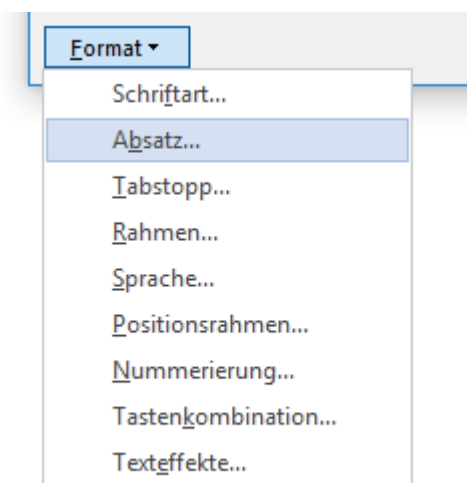 Format
Schriftart...
Absatz...
Tabstopp...
Rahmen...
Sprache...
Positionsrahmen...
Nummerierung...
Tastenkombination...
Texteffekte...